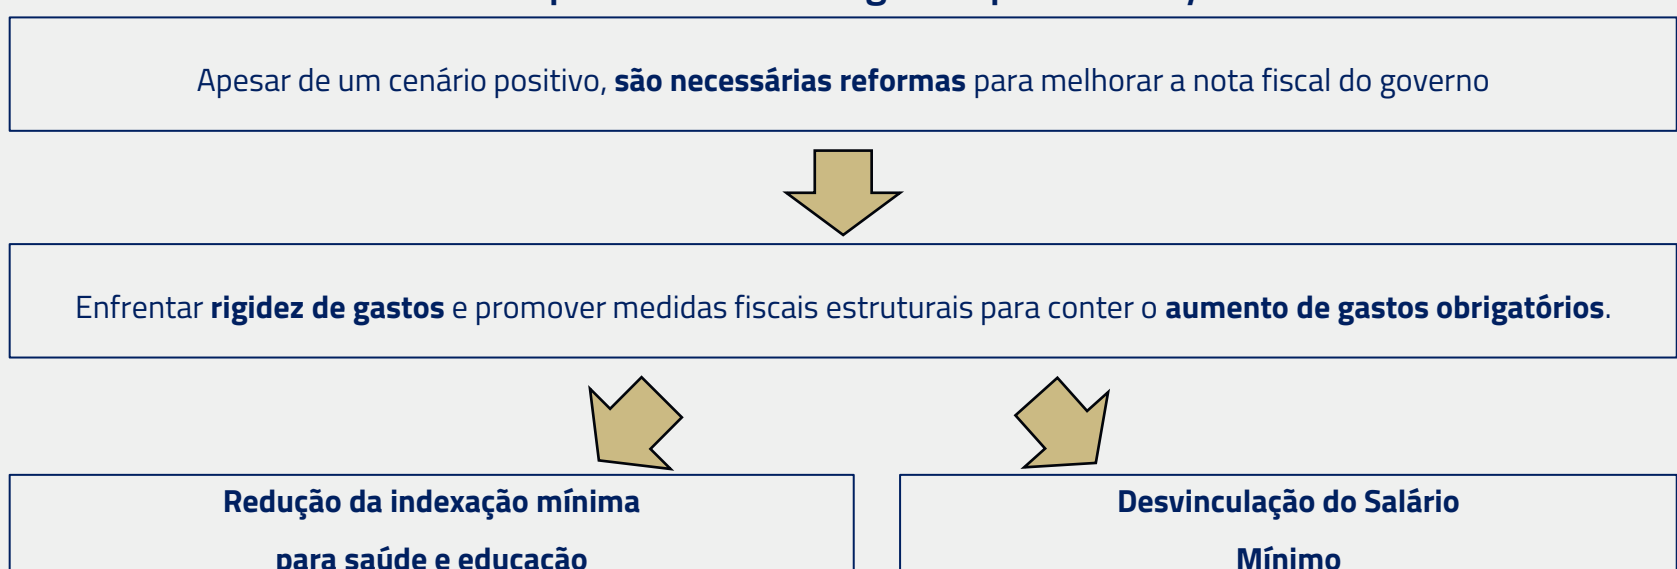 Apesar de um cenário positivo, são necessárias reformas para melhorar a nota fiscal do governo
Enfrentar rigidez de gastos e promover medidas fiscais estruturais para conter o aumento de gastos obrigatórios.
Redução da indexação mínima
para saúde e educação
Desvinculação do Salário
Mínimo